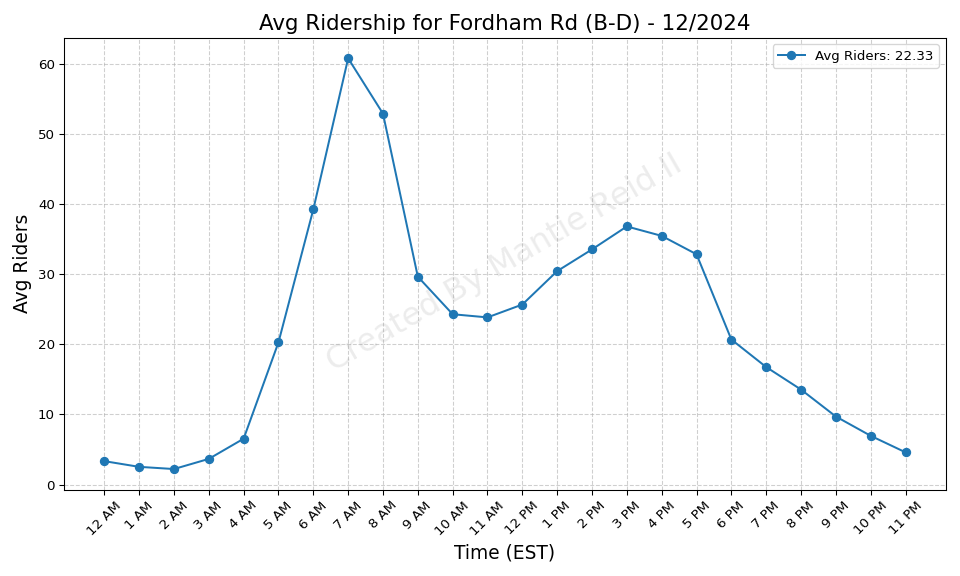 Avg Ridership for Fordham Rd (B-D) - 12/2024
Avg Riders: 22.33
Avg Riders
60
50
40
30
20
10
0
Created By Mantie Reid II
12 AM
1 AM
2 AM
3 AM
4 AM
5 AM
6 AM
7 AM
8 AM
9 AM
10 AM
11 AM
12 PM
1 PM
2 PM
3 PM
4 PM
5 PM
6 PM
7 PM
8 PM
9 PM
10 PM
11 PM
Time (EST)